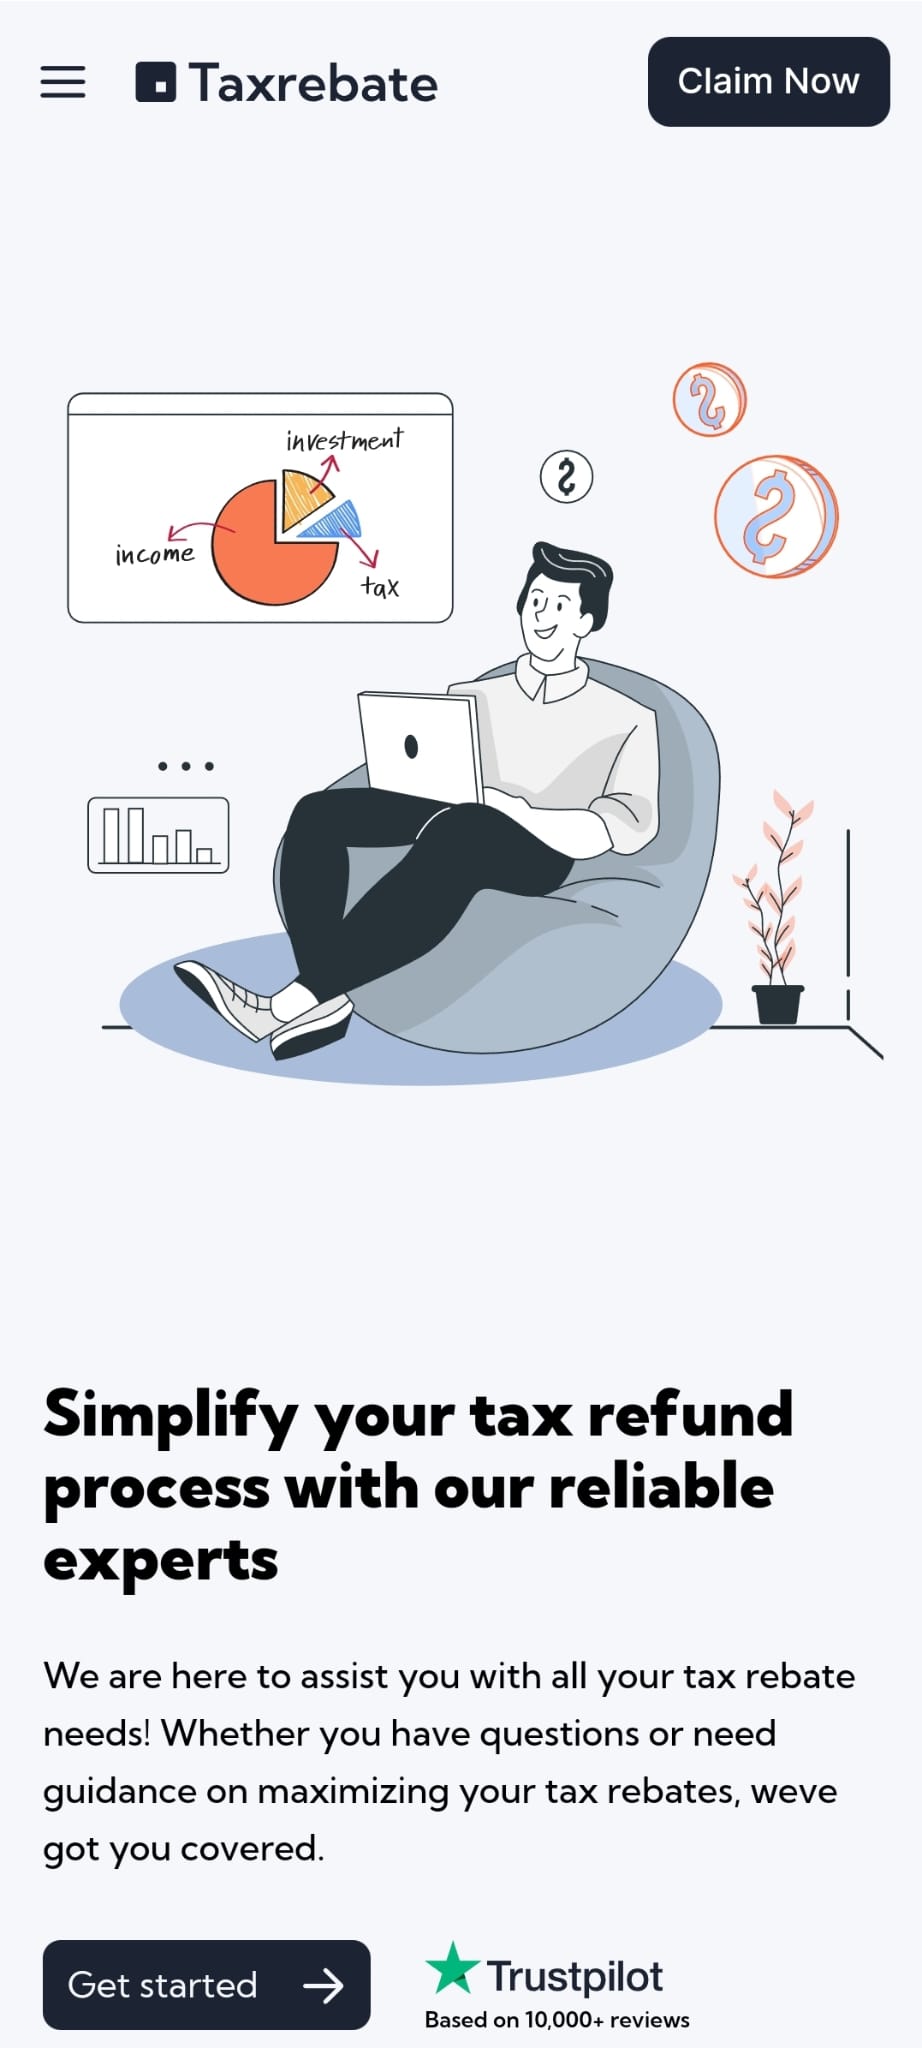 Taxrebate
Claim Now
investment
income
tax
Simplify your tax refund
process with our reliable
experts
We are here to assist you with all your tax rebate
needs! Whether you have questions or need
guidance on maximizing your tax rebates, weve
got you covered.
Get started
Trustpilot
Based on 10,000+ reviews